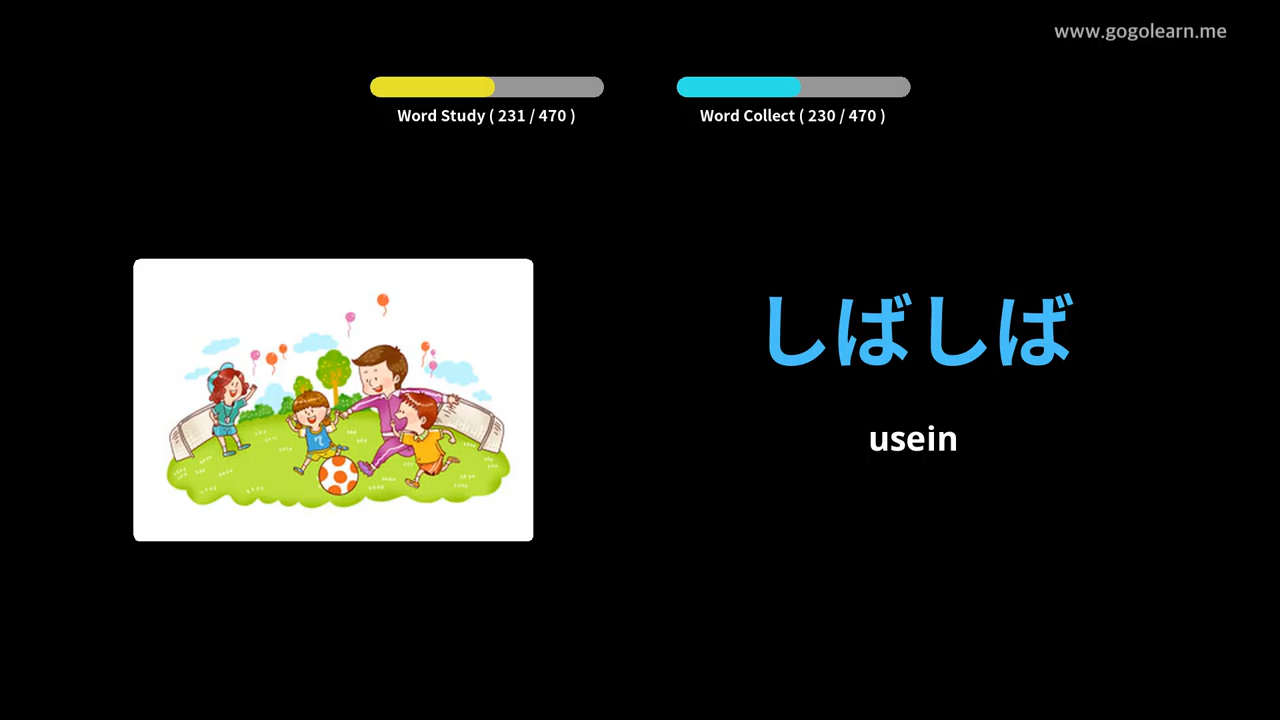 www.gogolearn.me
Word Study ( 231 / 470 )
Word Collect ( 230 / 470 )
しばしば
usein